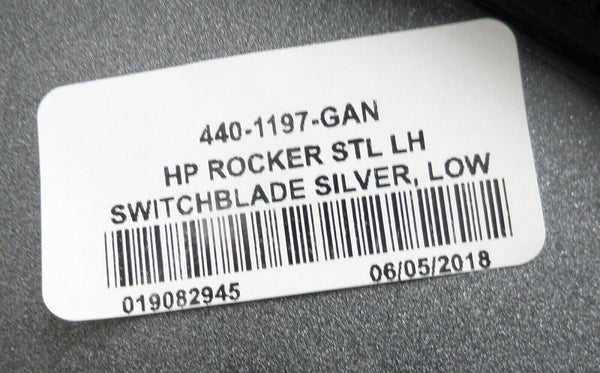 440-1197-GAN
HP ROCKER STL LH
SWITCHBLADE SILVER, LOW
019082945
06/05/2018